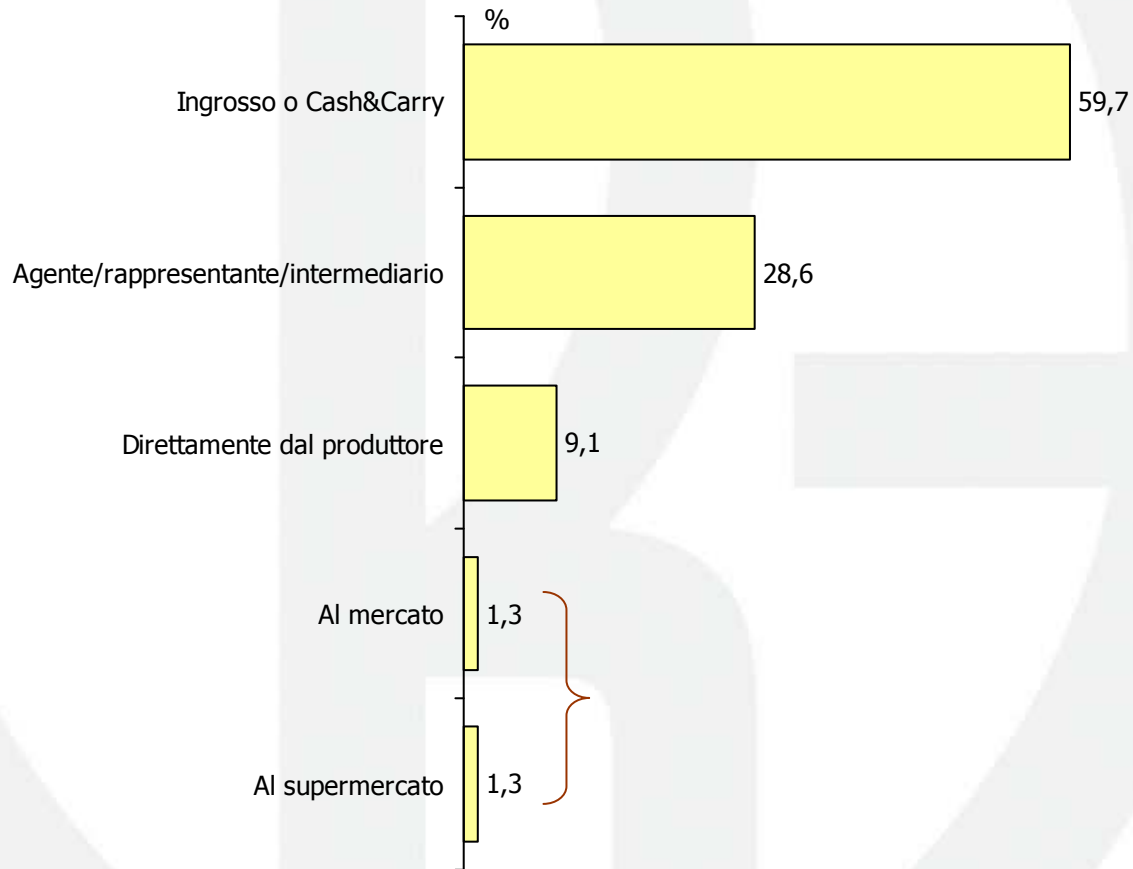 %
Ingrosso o Cash&Carry
59,7
Agente/rappresentante/intermediario
28,6
Direttamente dal produttore
9,1
Al mercato
1,3
Al supermercato
1,3